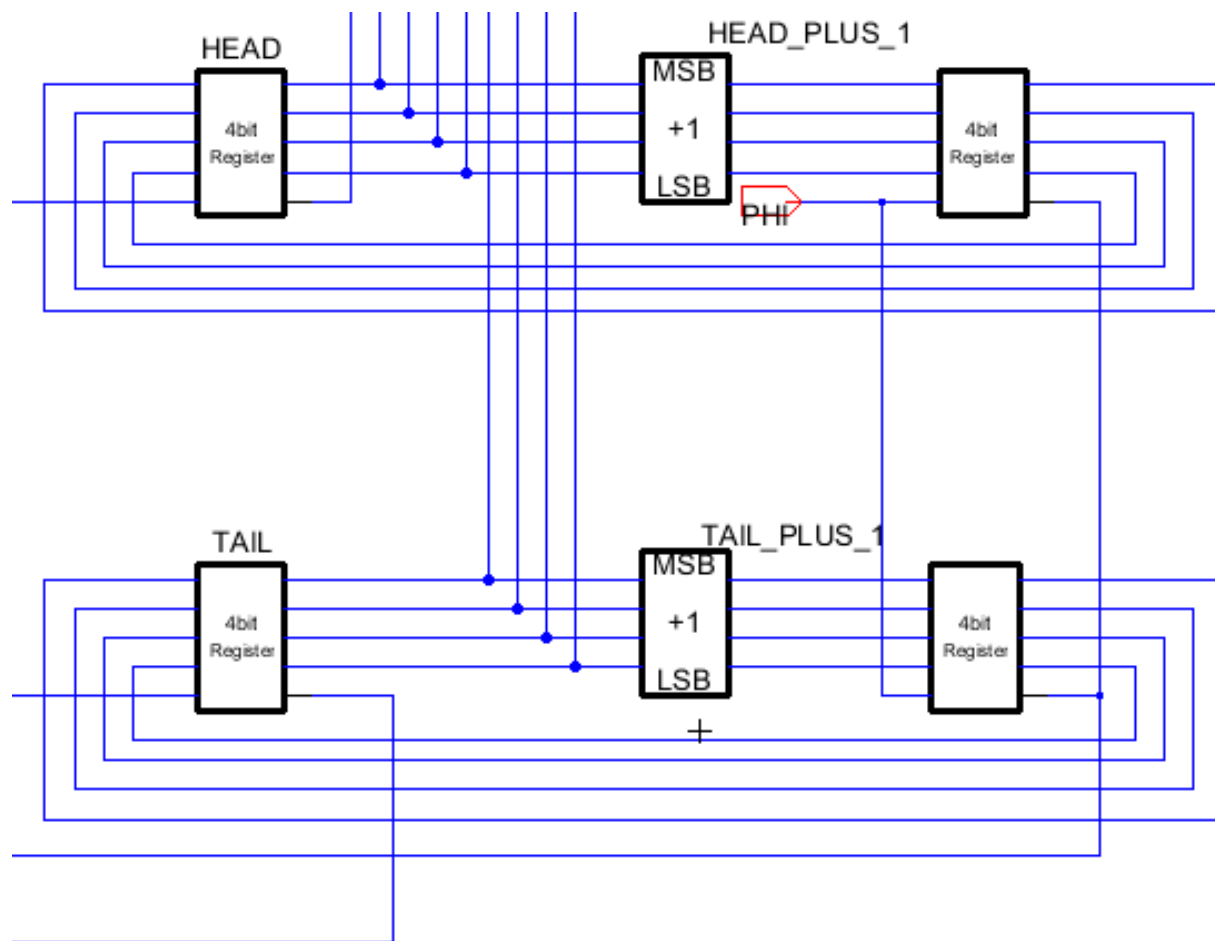 HEAD
HEAD_PLUS_1
4bit
Register
MSB
+1
LSB
4bit
Register
PHI
TAIL
TAIL_PLUS_1
4bit
Register
MSB
+1
LSB
4bit
Register